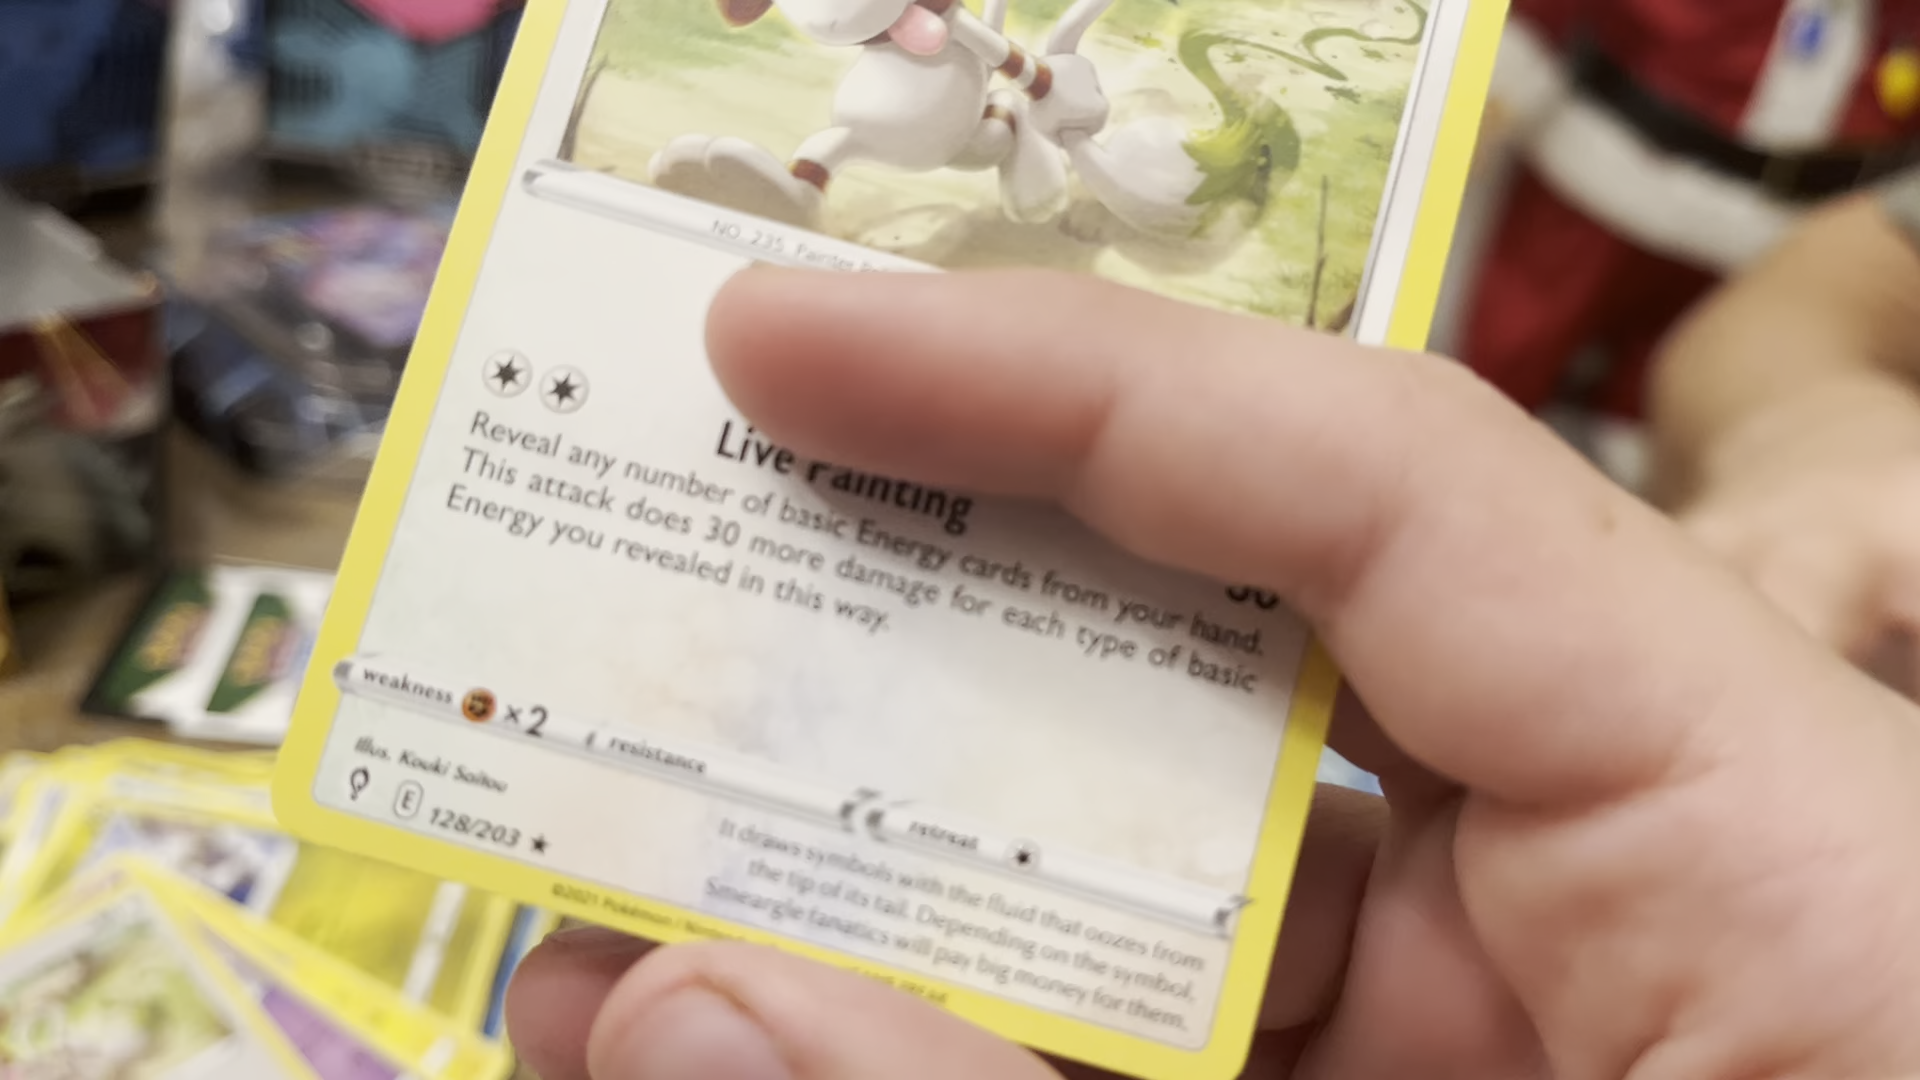 NO. 235 Painter
Live Painting
30
Reveal any number of basic Energy cards from your hand.
This attack does 30 more damage for each type of basic
Energy you revealed in this way.
weakness ×2 resistance retreat
Illus. Kouki Saitou
E 128/203 ★
It draws symbols with the fluid that oozes from
the tip of its tail. Depending on the symbol,
Smeargle fanatics will pay big money for them.
©2021 Pokémon